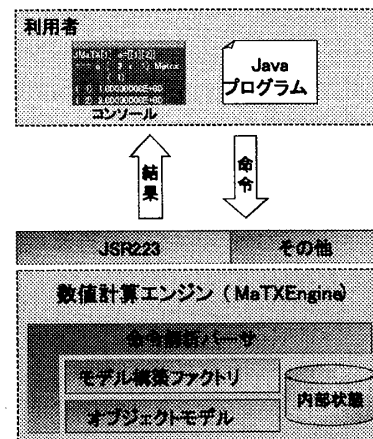 利用者
コンソール
Java
プログラム
結果
命令
JSR223
その他
数値計算エンジン (MaTXEngine)
命令解析パーサ
モデル構築ファクトリ
オブジェクトモデル
内部状態